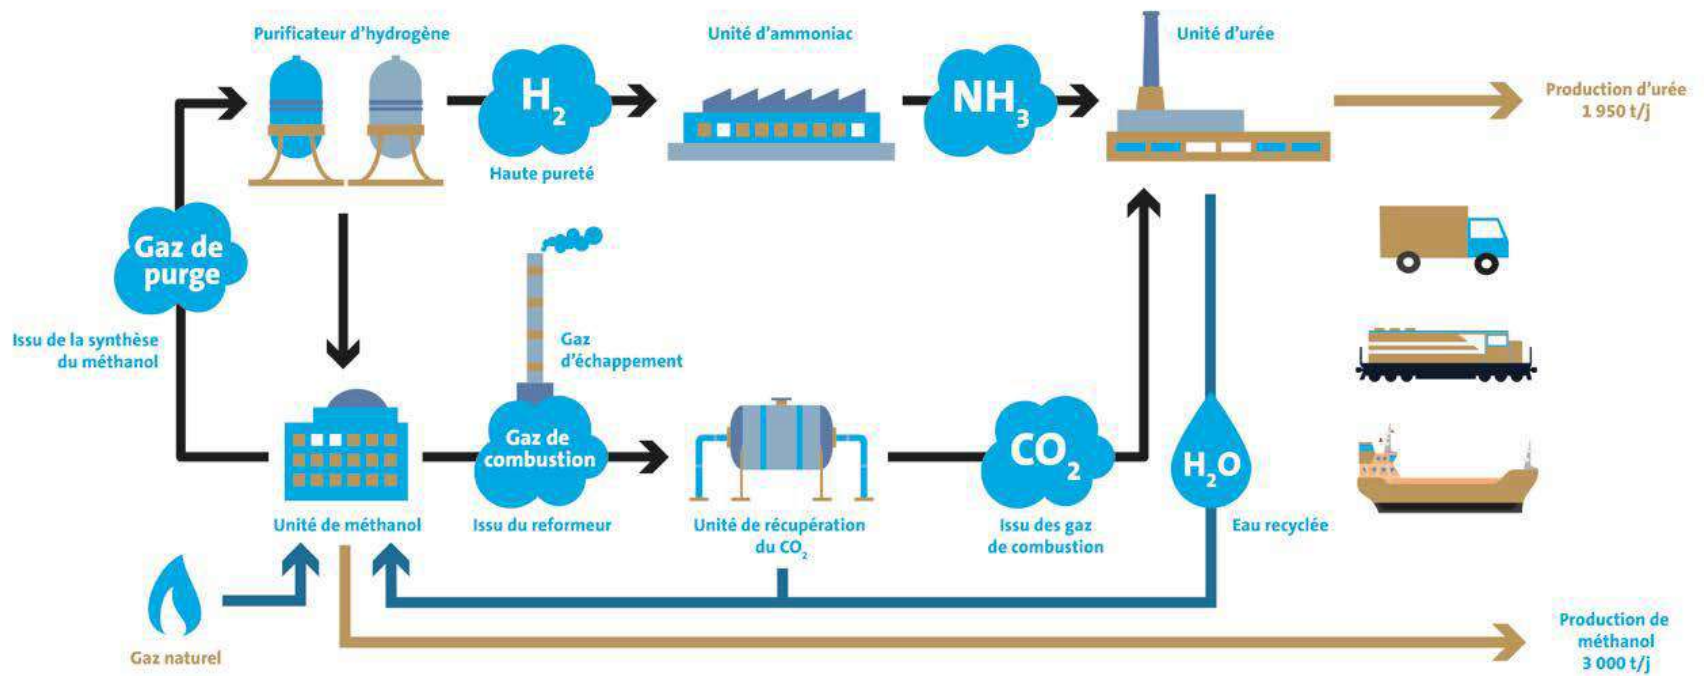 Purificateur d'hydrogène
Unité d'ammoniac
Unité d'urée
H2
NH3
Production d'urée
1 950 t/j
Haute pureté
Gaz de
purge
Issu de la synthèse
du méthanol
Gaz
d'échappement
Gaz de
combustion
CO2
H2O
Unité de méthanol
Issu du reformeur
Unité de récupération
du CO2
Issu des gaz
de combustion
Eau recyclée
Gaz naturel
Production de
méthanol
3 000 t/j